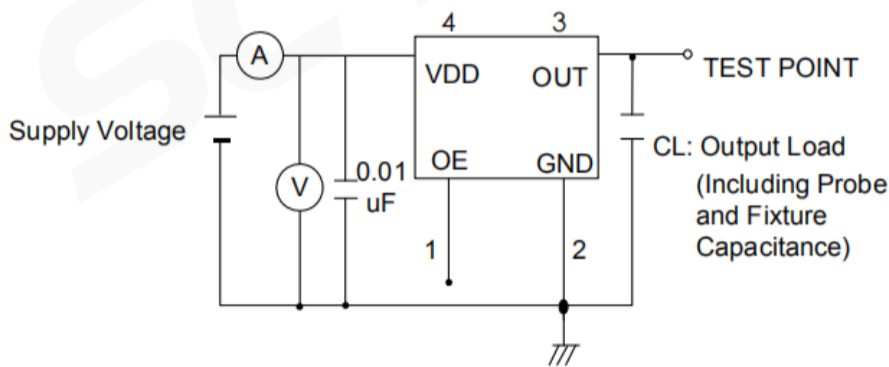 4
3
A
VDD
OUT
TEST POINT
Supply Voltage
V
0.01
uF
OE
GND
CL: Output Load
(Including Probe
and Fixture
Capacitance)
1
2